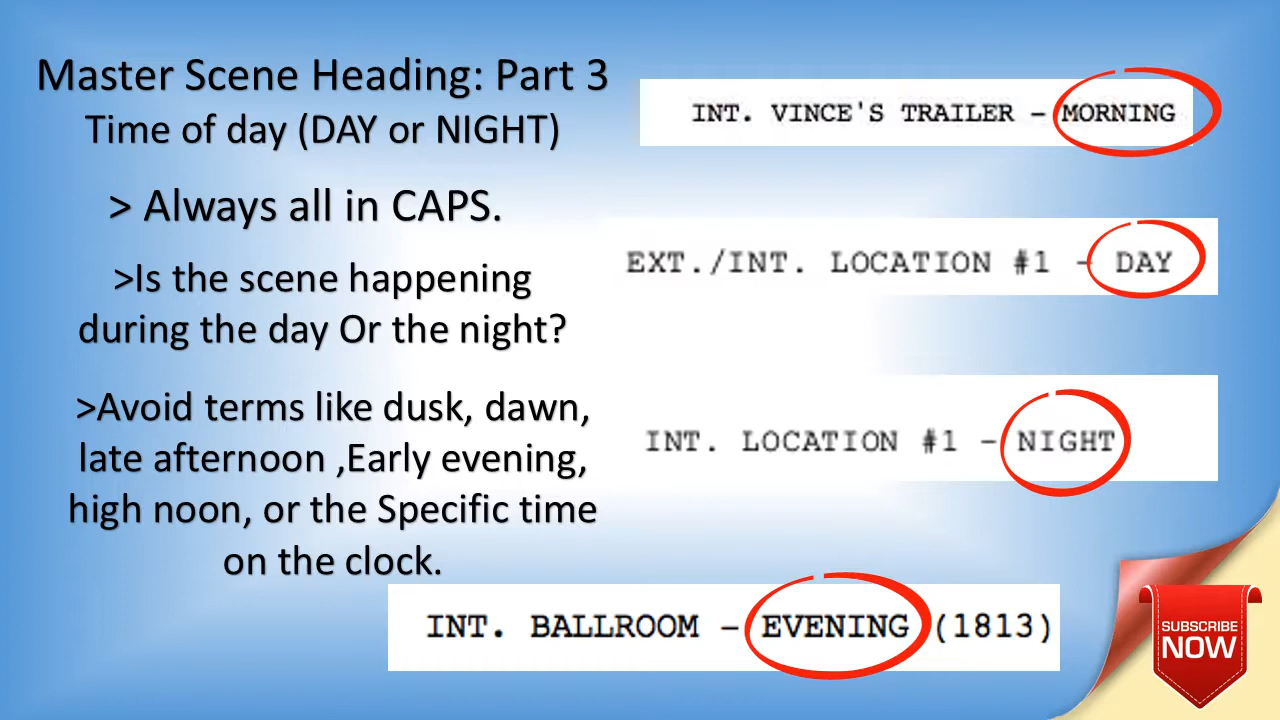 Master Scene Heading: Part 3
Time of day (DAY or NIGHT)
> Always all in CAPS.
>Is the scene happening
during the day Or the night?
>Avoid terms like dusk, dawn,
late afternoon ,Early evening,
high noon, or the Specific time
on the clock.
INT. VINCE'S TRAILER – MORNING
EXT./INT. LOCATION #1 - DAY
INT. LOCATION #1 – NIGHT
INT. BALLROOM – EVENING (1813)
SUBSCRIBE
NOW